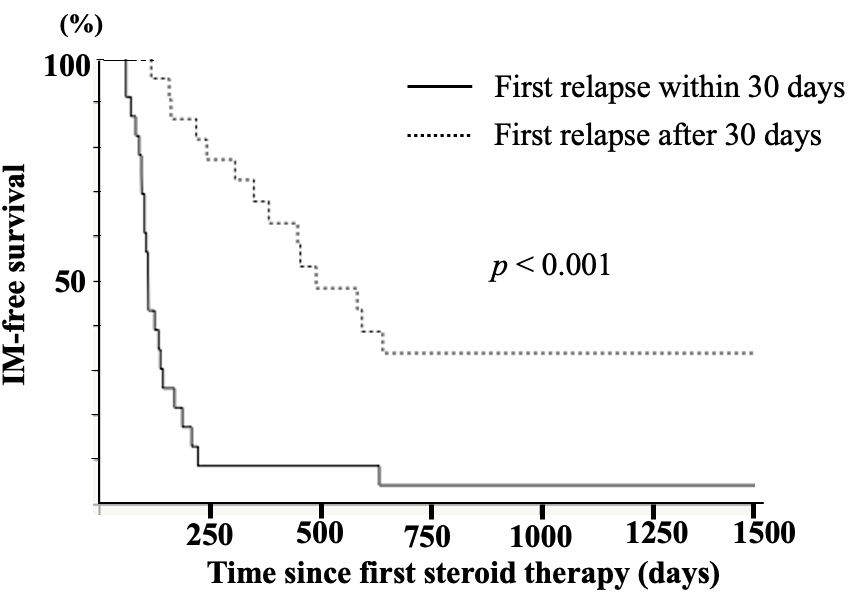 (%)
100
50
IM-free survival
First relapse within 30 days
First relapse after 30 days
p < 0.001
250 500 750 1000 1250 1500
Time since first steroid therapy (days)